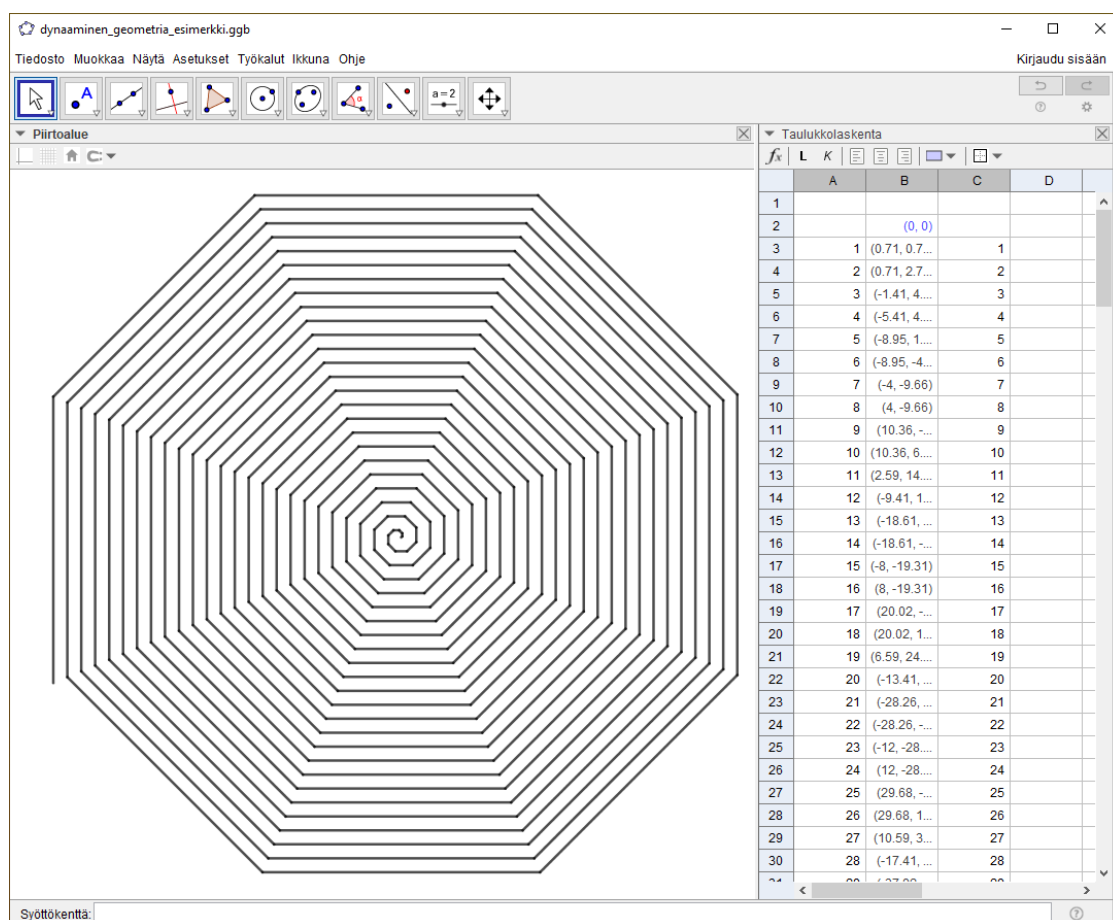 dynaaminen_geometria_esimerkki.ggb
Tiedosto Muokkaa Näytä Asetukset Työkalut Ikkuna Ohje Kirjaudu sisään
A α a=2
Piirtoalue
Taulukkolaskenta
fx L K
A B C D
1
2 (0, 0)
3 1 (0.71, 0.7... 1
4 2 (0.71, 2.7... 2
5 3 (-1.41, 4.... 3
6 4 (-5.41, 4.... 4
7 5 (-8.95, 1.... 5
8 6 (-8.95, -4... 6
9 7 (-4, -9.66) 7
10 8 (4, -9.66) 8
11 9 (10.36, -... 9
12 10 (10.36, 6.... 10
13 11 (2.59, 14.... 11
14 12 (-9.41, 1... 12
15 13 (-18.61, ... 13
16 14 (-18.61, -... 14
17 15 (-8, -19.31) 15
18 16 (8, -19.31) 16
19 17 (20.02, -... 17
20 18 (20.02, 1... 18
21 19 (6.59, 24.... 19
22 20 (-13.41, ... 20
23 21 (-28.26, ... 21
24 22 (-28.26, -... 22
25 23 (-12, -28.... 23
26 24 (12, -28.... 24
27 25 (29.68, -... 25
28 26 (29.68, 1... 26
29 27 (10.59, 3... 27
30 28 (-17.41, ... 28
Syöttökenttä: